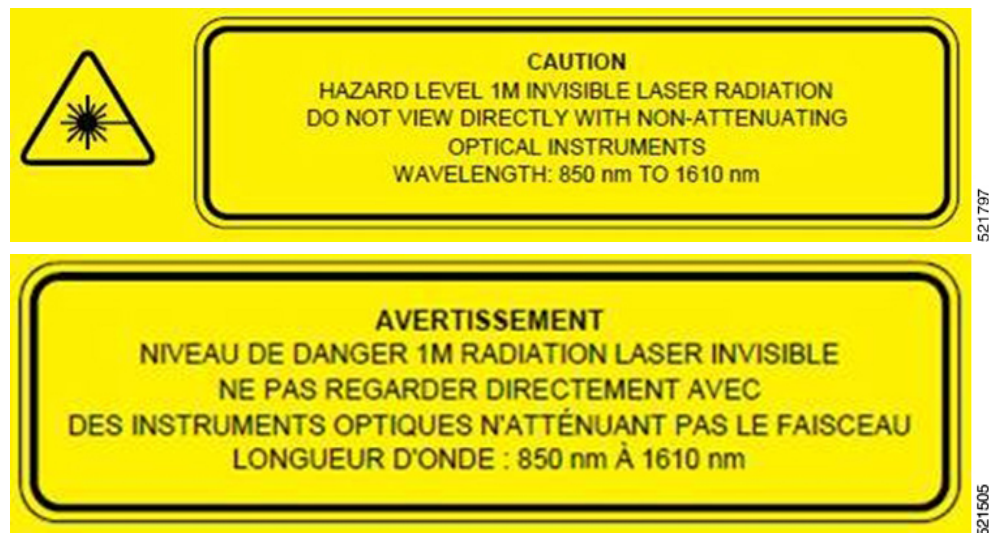 CAUTION
HAZARD LEVEL 1M INVISIBLE LASER RADIATION
DO NOT VIEW DIRECTLY WITH NON-ATTENUATING
OPTICAL INSTRUMENTS
WAVELENGTH: 850 nm TO 1610 nm
521797
AVERTISSEMENT
NIVEAU DE DANGER 1M RADIATION LASER INVISIBLE
NE PAS REGARDER DIRECTEMENT AVEC
DES INSTRUMENTS OPTIQUES N'ATTÉNUANT PAS LE FAISCEAU
LONGUEUR D'ONDE : 850 nm À 1610 nm
521505